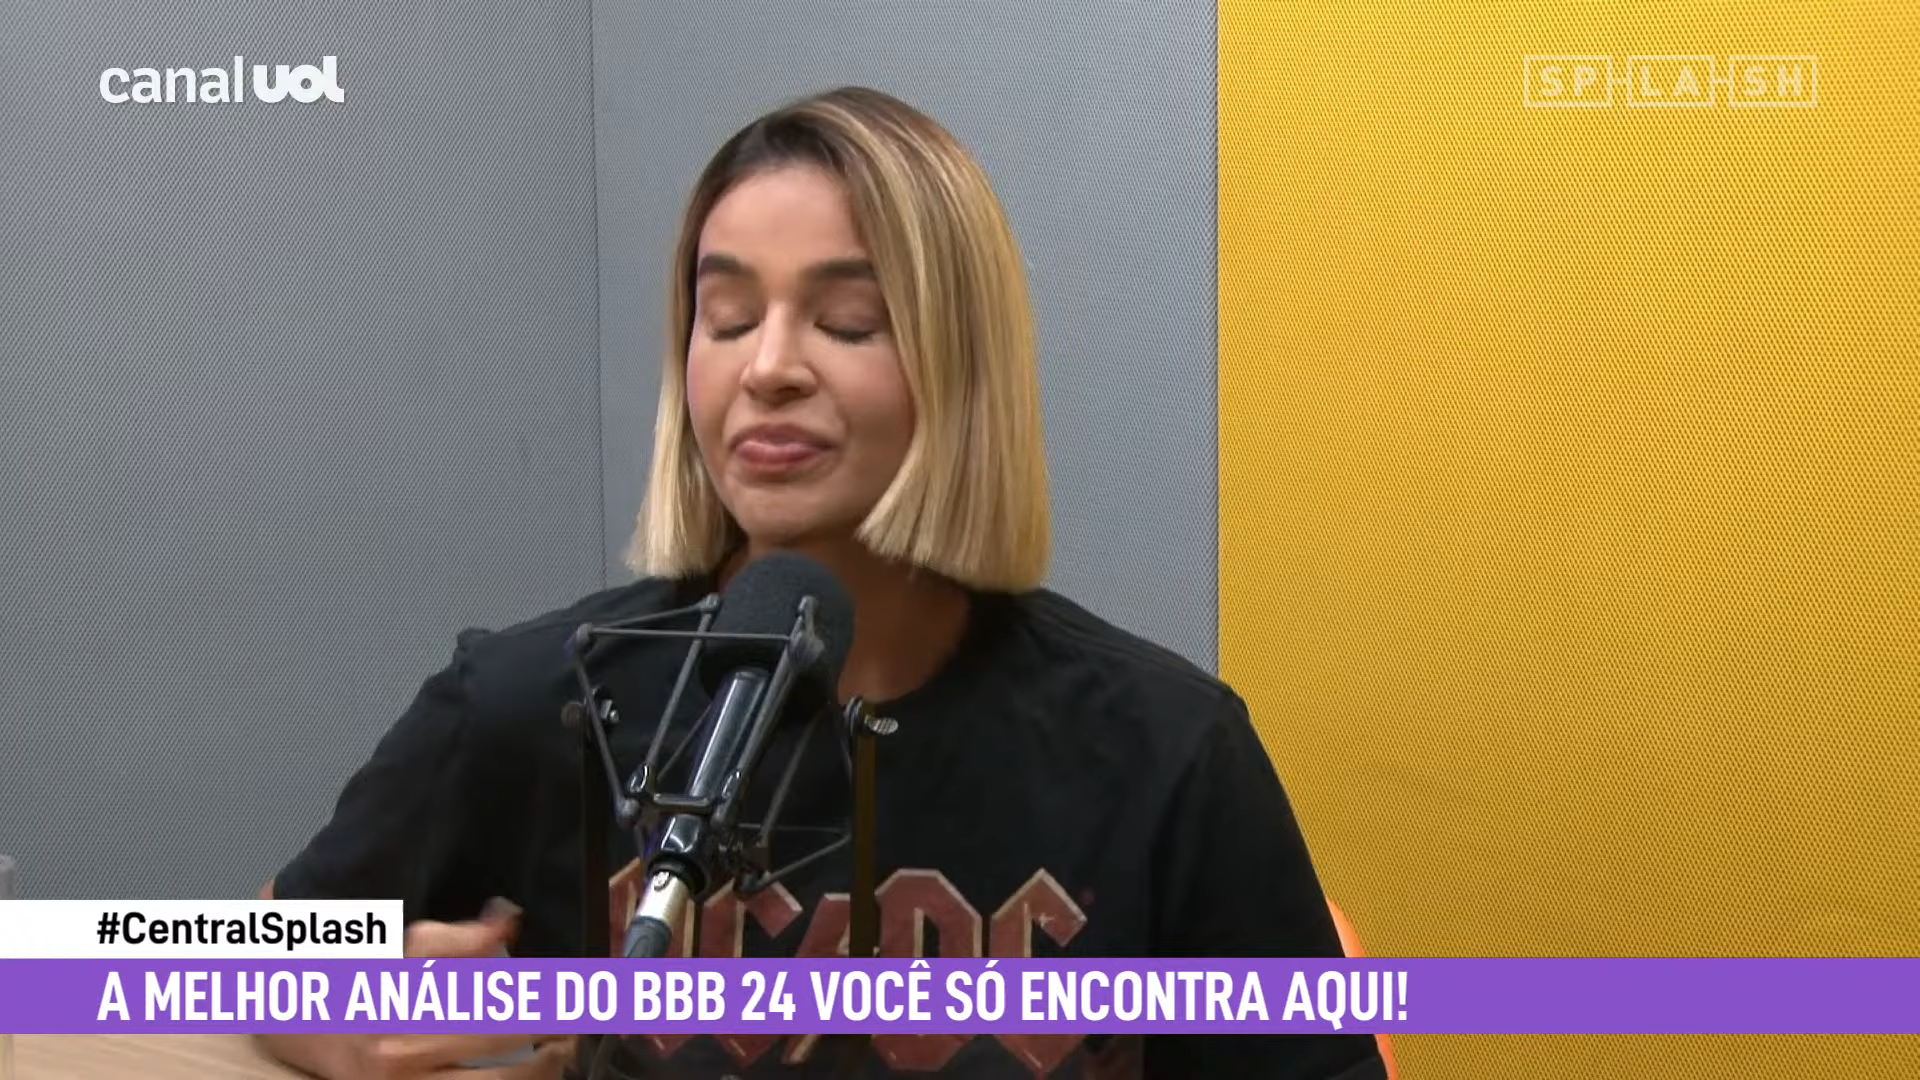 canal uol
SPLASH
AC/DC
#CentralSplash
A MELHOR ANÁLISE DO BBB 24 VOCÊ SÓ ENCONTRA AQUI!